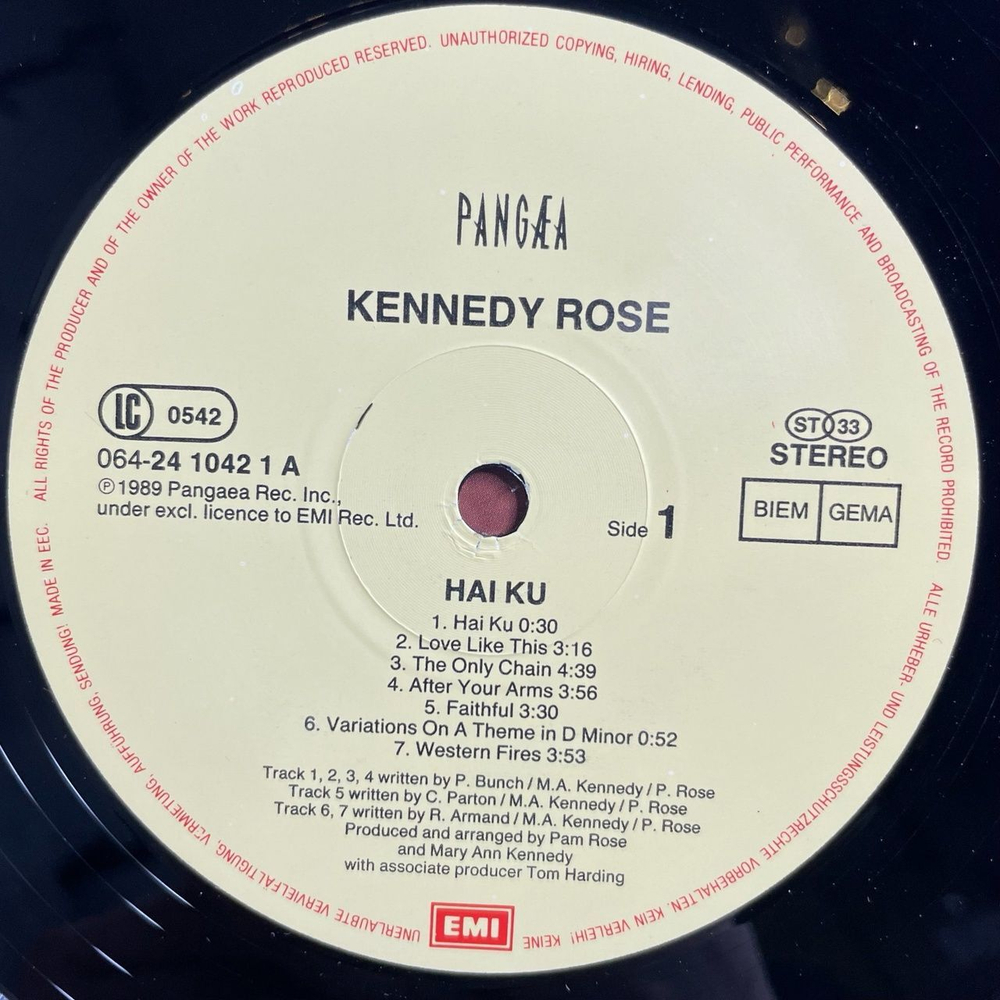 ALL RIGHTS OF THE PRODUCER AND OF THE OWNER OF THE WORK REPRODUCED RESERVED. UNAUTHORIZED COPYING, HIRING, LENDING, PUBLIC PERFORMANCE AND BROADCASTING OF THE RECORD PROHIBITED.
PANGÆA
KENNEDY ROSE
LC 0542
064-24 1042 1 A
℗ 1989 Pangaea Rec. Inc.,
under excl. licence to EMI Rec. Ltd.
ST 33
STEREO
BIEM GEMA
Side 1
HAI KU
1. Hai Ku 0:30
2. Love Like This 3:16
3. The Only Chain 4:39
4. After Your Arms 3:56
5. Faithful 3:30
6. Variations On A Theme in D Minor 0:52
7. Western Fires 3:53
Track 1, 2, 3, 4 written by P. Bunch / M.A. Kennedy / P. Rose
Track 5 written by C. Parton / M.A. Kennedy / P. Rose
Track 6, 7 written by R. Armand / M.A. Kennedy / P. Rose
Produced and arranged by Pam Rose
and Mary Ann Kennedy
with associate producer Tom Harding
EMI
ALLE URHEBER- UND LEISTUNGSSCHUTZRECHTE VORBEHALTEN. KEIN VERLEIH! KEINE UNERLAUBTE VERVIELFÄLTIGUNG, VERMIETUNG, AUFFÜHRUNG, SENDUNG! MADE IN EEC.